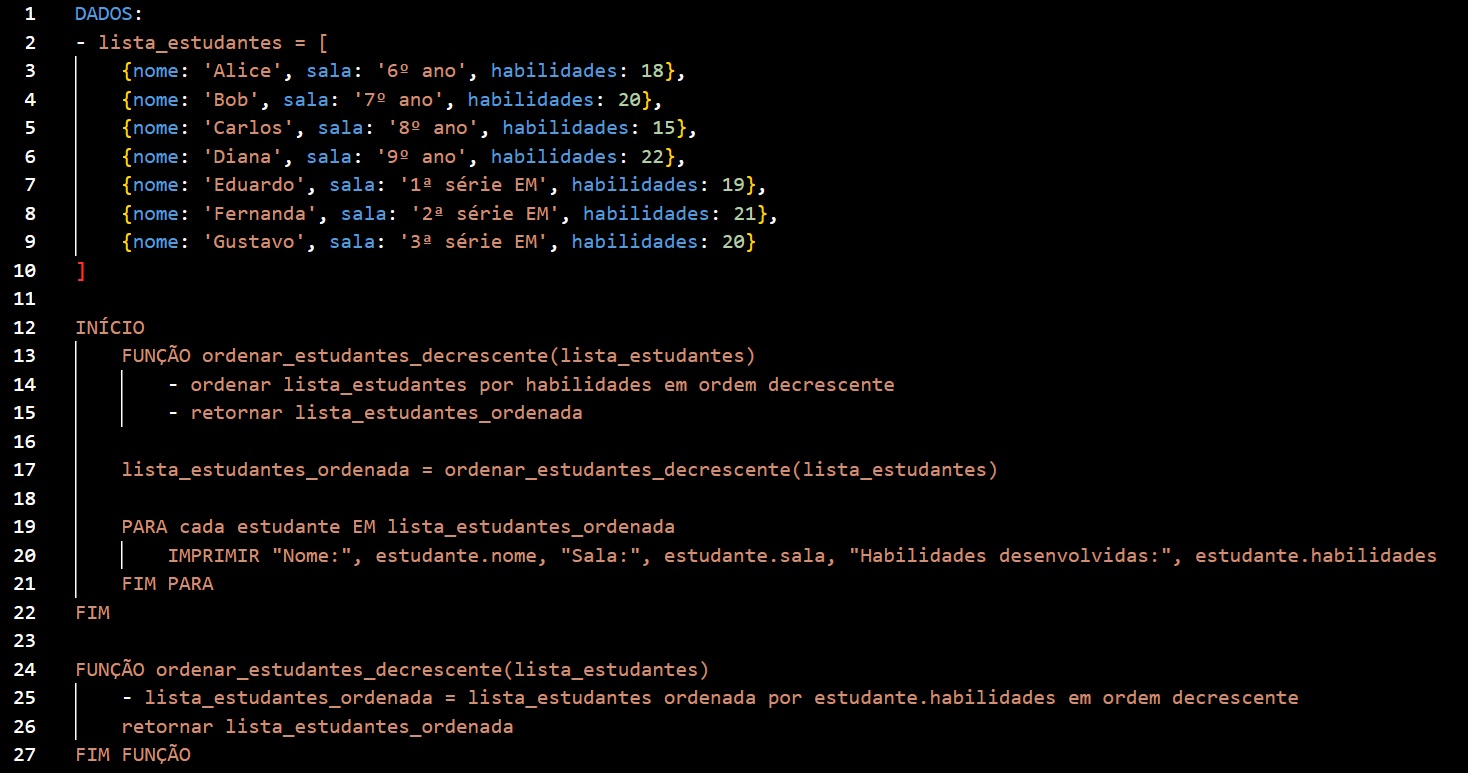 1 DADOS:
2 - lista_estudantes = [
3 {nome: 'Alice', sala: '6º ano', habilidades: 18},
4 {nome: 'Bob', sala: '7º ano', habilidades: 20},
5 {nome: 'Carlos', sala: '8º ano', habilidades: 15},
6 {nome: 'Diana', sala: '9º ano', habilidades: 22},
7 {nome: 'Eduardo', sala: '1ª série EM', habilidades: 19},
8 {nome: 'Fernanda', sala: '2ª série EM', habilidades: 21},
9 {nome: 'Gustavo', sala: '3ª série EM', habilidades: 20}
10 ]
11
12 INÍCIO
13 FUNÇÃO ordenar_estudantes_decrescente(lista_estudantes)
14 - ordenar lista_estudantes por habilidades em ordem decrescente
15 - retornar lista_estudantes_ordenada
16
17 lista_estudantes_ordenada = ordenar_estudantes_decrescente(lista_estudantes)
18
19 PARA cada estudante EM lista_estudantes_ordenada
20 IMPRIMIR "Nome:", estudante.nome, "Sala:", estudante.sala, "Habilidades desenvolvidas:", estudante.habilidades
21 FIM PARA
22 FIM
23
24 FUNÇÃO ordenar_estudantes_decrescente(lista_estudantes)
25 - lista_estudantes_ordenada = lista_estudantes ordenada por estudante.habilidades em ordem decrescente
26 retornar lista_estudantes_ordenada
27 FIM FUNÇÃO